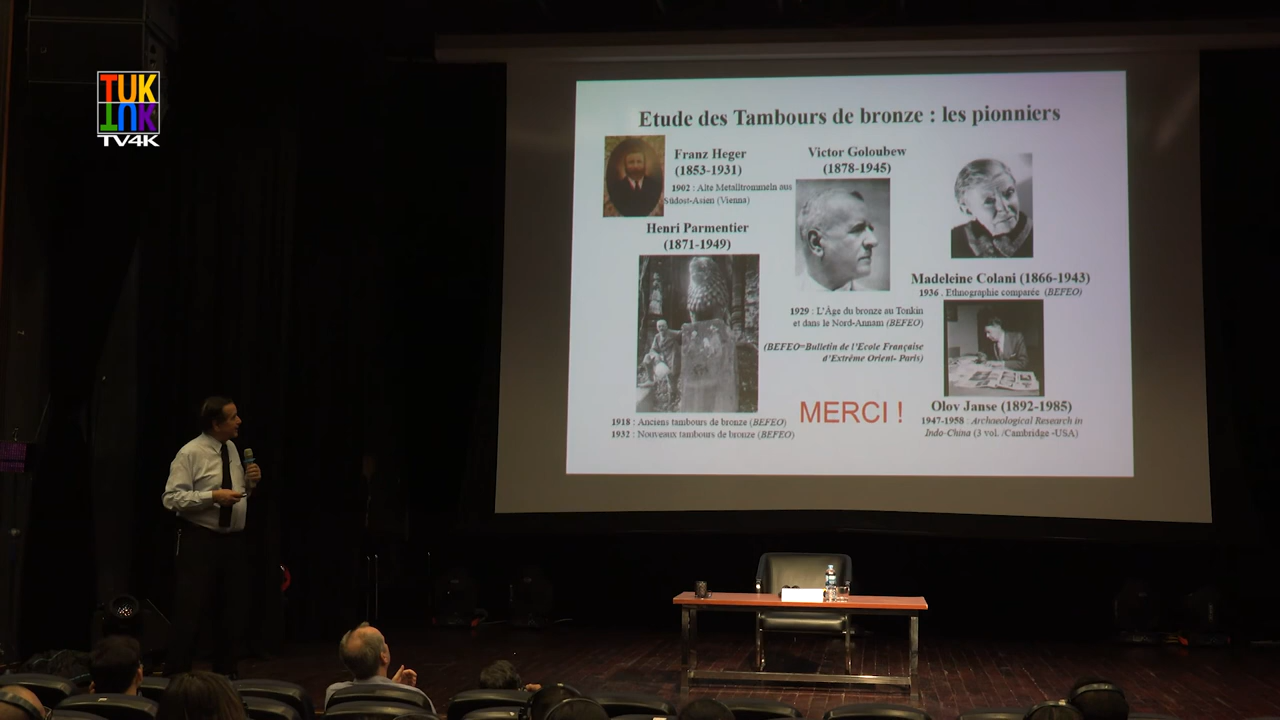 TUK
TUK
TV4K
Etude des Tambours de bronze : les pionniers
Franz Heger
(1853-1931)
1902 : Alte Metalltrommeln aus
Südost-Asien (Vienna)
Henri Parmentier
(1871-1949)
1918 : Anciens tambours de bronze (BEFEO)
1932 : Nouveaux tambours de bronze (BEFEO)
Victor Goloubew
(1878-1945)
1929 : L'Âge du bronze au Tonkin
et dans le Nord-Annam (BEFEO)
(BEFEO=Bulletin de l'Ecole Française
d'Extrême Orient- Paris)
MERCI !
Madeleine Colani (1866-1943)
1936 : Ethnographie comparée (BEFEO)
Olov Janse (1892-1985)
1947-1958 : Archaeological Research in
Indo-China (3 vol. /Cambridge -USA)